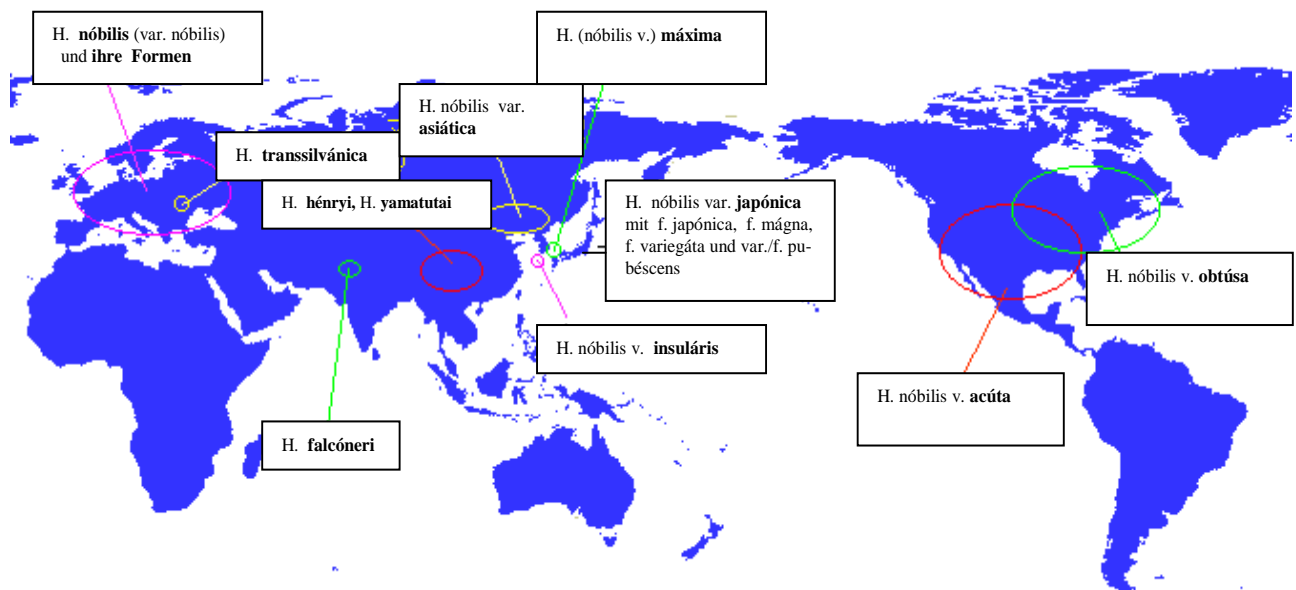 H. nóbilis (var. nóbilis)
und ihre Formen
H. (nóbilis v.) máxima
H. nóbilis var.
asiática
H. transsilvánica
H. hénryi, H. yamatutai
H. nóbilis var. japónica
mit f. japónica, f. mágna,
f. variegáta und var./f. pu-
béscens
H. nóbilis v. obtúsa
H. nóbilis v. insuláris
H. nóbilis v. acúta
H. falcóneri